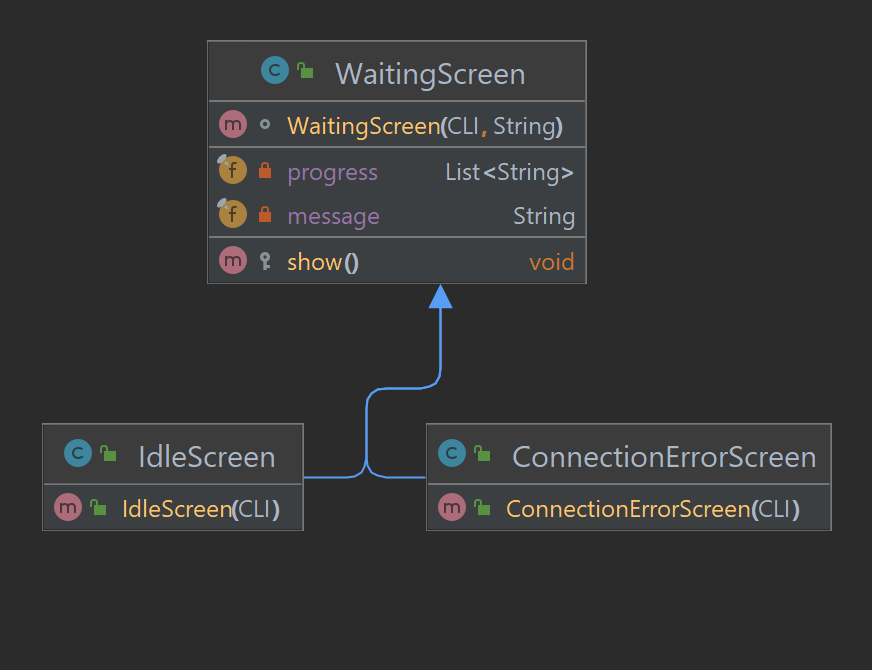 C WaitingScreen
m WaitingScreen(CLI, String)
f progress List<String>
f message String
m show() void
C IdleScreen
m IdleScreen(CLI)
C ConnectionErrorScreen
m ConnectionErrorScreen(CLI)